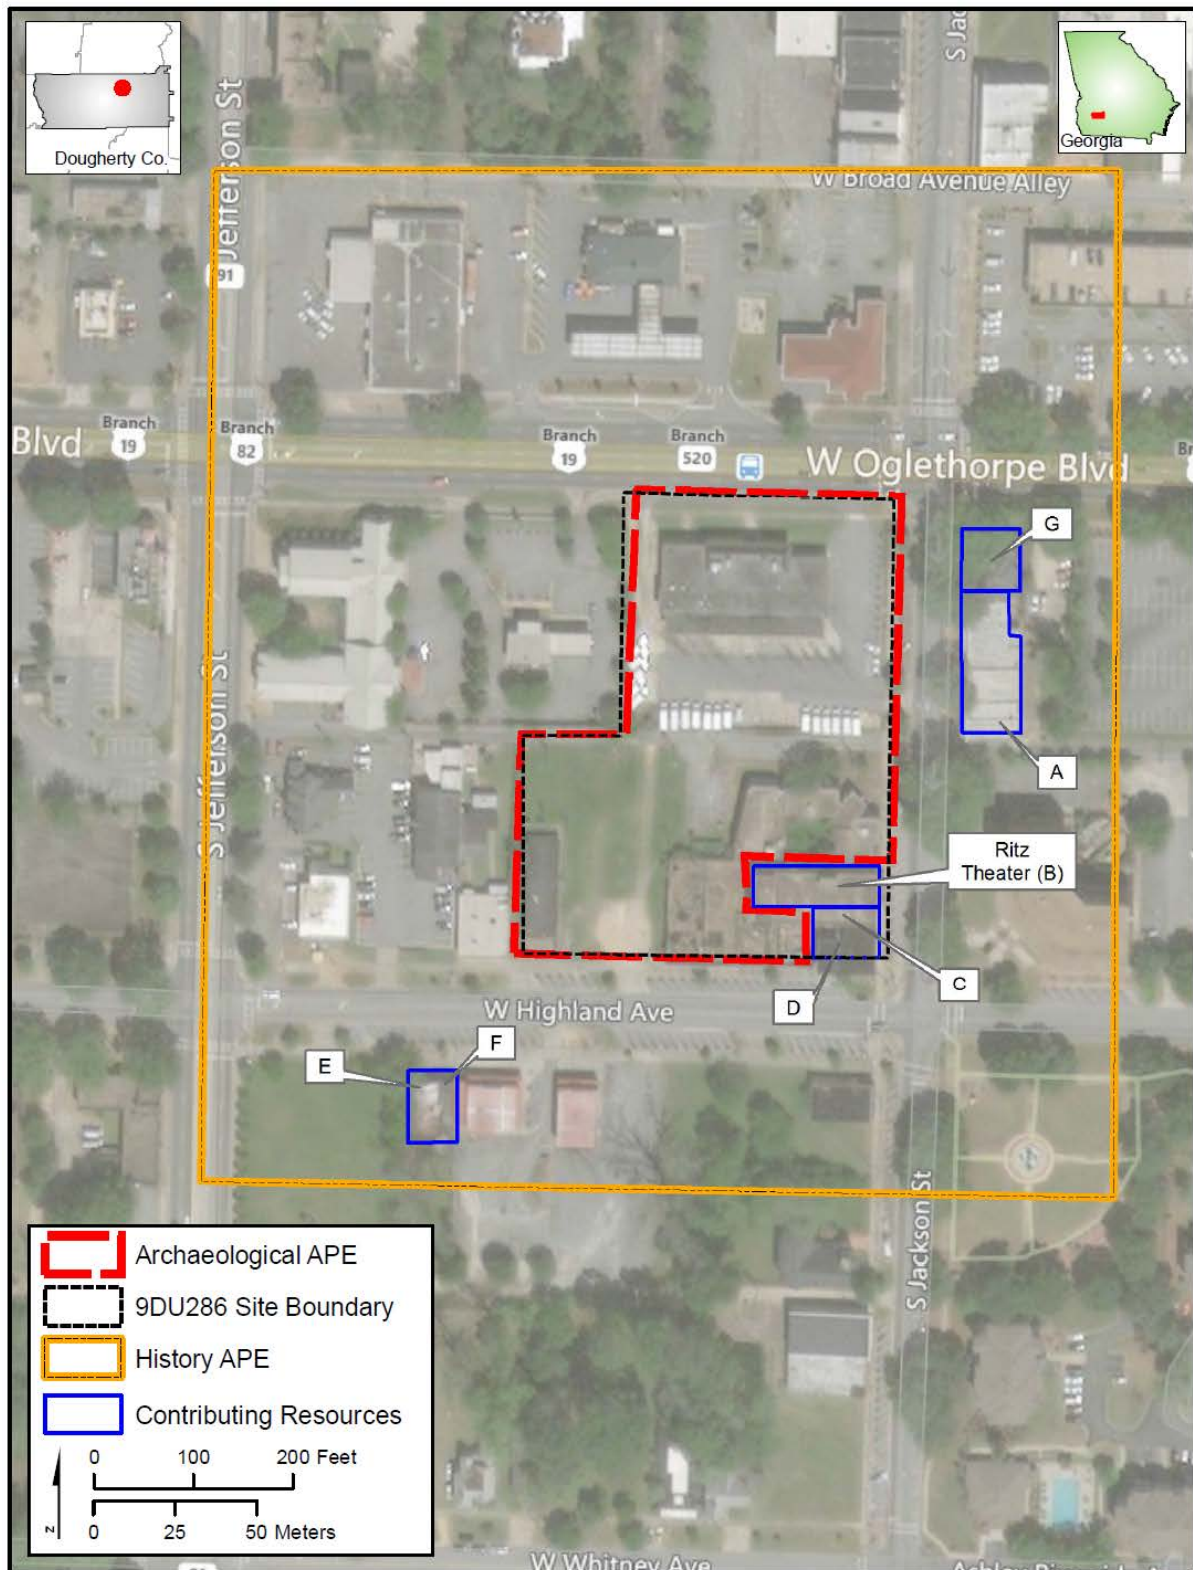 Dougherty Co.
Georgia
S Jac
Jefferson St
W Broad Avenue Alley
91
Blvd
Branch
19
Branch
82
Branch
19
Branch
520
W Oglethorpe Blvd
Br
G
A
S Jefferson St
Ritz
Theater (B)
C
D
W Highland Ave
E
F
S Jackson St
Archaeological APE
9DU286 Site Boundary
History APE
Contributing Resources
0 100 200 Feet
N
0 25 50 Meters
W Whitney Ave